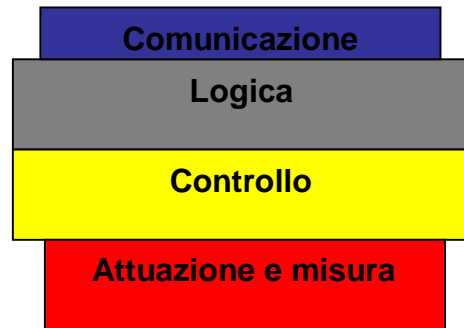 Comunicazione
Logica
Controllo
Attuazione e misura